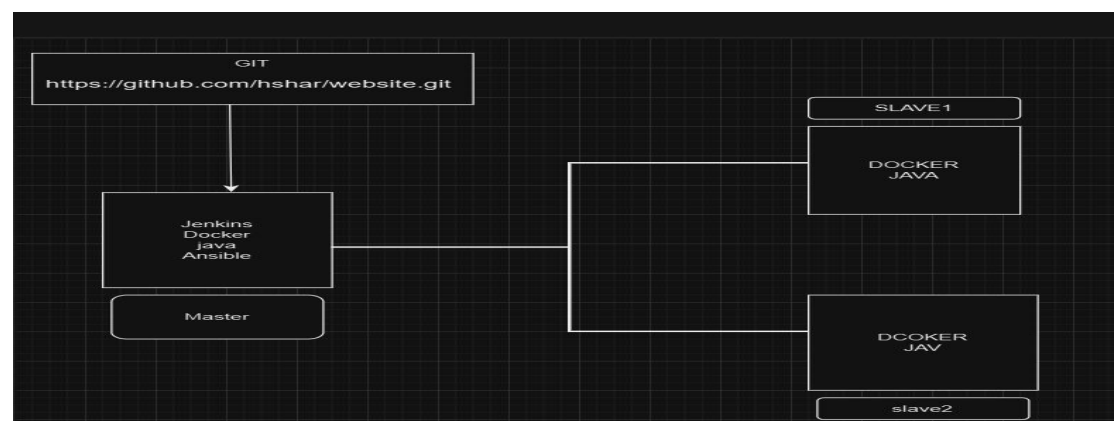 GIT
https://github.com/hshar/website.git
SLAVE1
DOCKER
JAVA
Jenkins
Docker
java
Ansible
Master
DCOKER
JAV
slave2